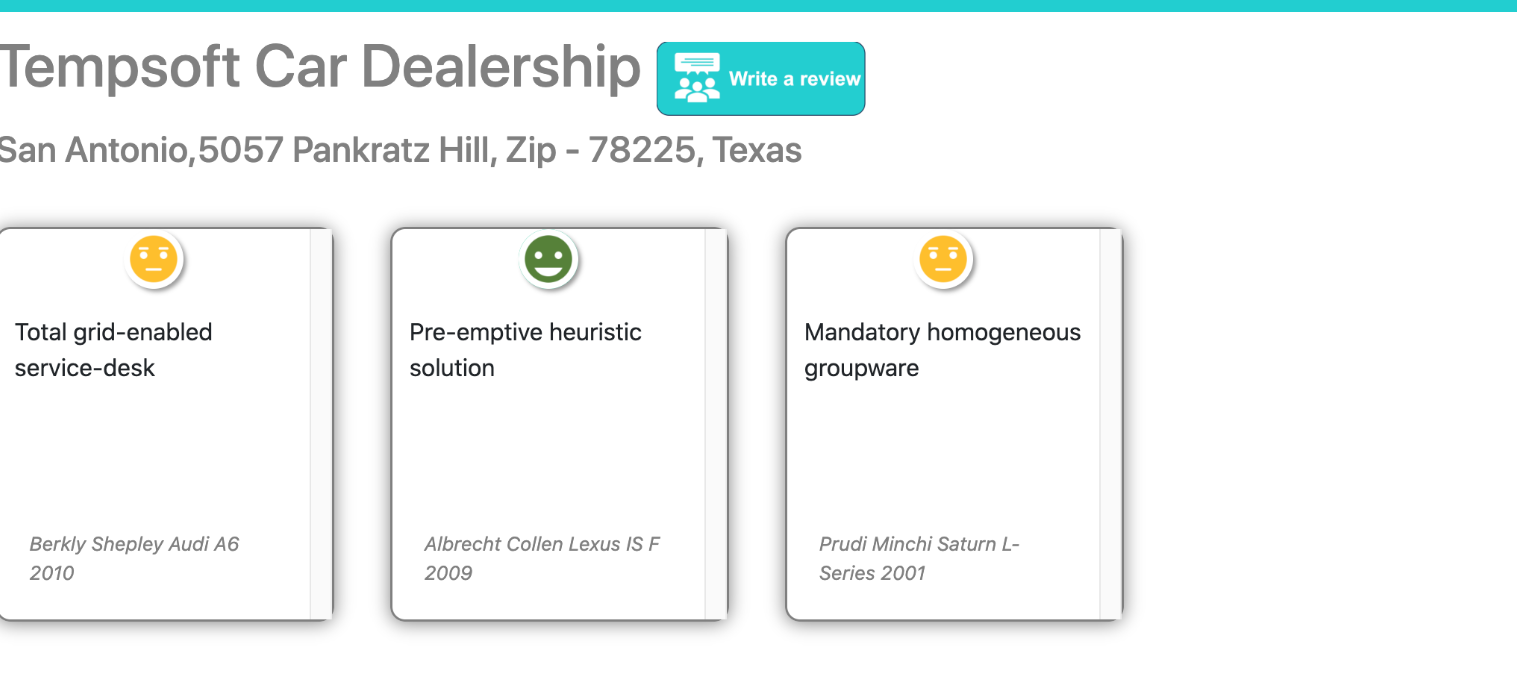 Tempsoft Car Dealership
Write a review
San Antonio,5057 Pankratz Hill, Zip - 78225, Texas
Total grid-enabled
service-desk
Berkly Shepley Audi A6
2010
Pre-emptive heuristic
solution
Albrecht Collen Lexus IS F
2009
Mandatory homogeneous
groupware
Prudi Minchi Saturn L-
Series 2001